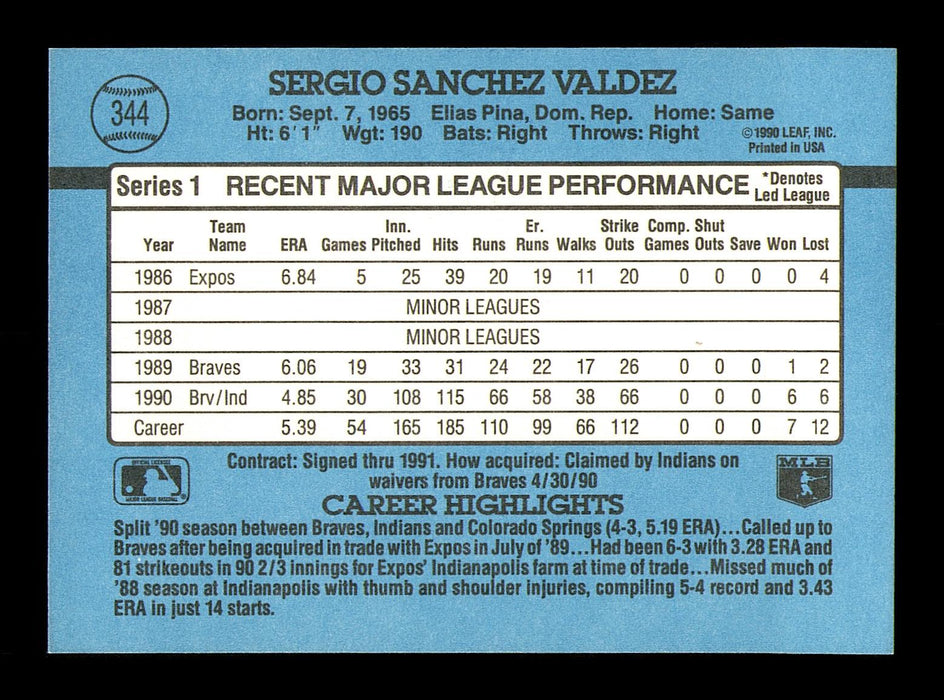 344
SERGIO SANCHEZ VALDEZ
Born: Sept. 7, 1965 Elias Pina, Dom. Rep. Home: Same
Ht: 6'1" Wgt: 190 Bats: Right Throws: Right
©1990 LEAF, INC.
Printed in USA
Series 1 RECENT MAJOR LEAGUE PERFORMANCE *Denotes
Led League
Team Inn. Er. Strike Comp. Shut
Year Name ERA Games Pitched Hits Runs Runs Walks Outs Games Outs Save Won Lost
1986 Expos 6.84 5 25 39 20 19 11 20 0 0 0 0 4
1987 MINOR LEAGUES
1988 MINOR LEAGUES
1989 Braves 6.06 19 33 31 24 22 17 26 0 0 0 1 2
1990 Brv/Ind 4.85 30 108 115 66 58 38 66 0 0 0 6 6
Career 5.39 54 165 185 110 99 66 112 0 0 0 7 12
OFFICIAL LICENSEE
MAJOR LEAGUE BASEBALL
Contract: Signed thru 1991. How acquired: Claimed by Indians on
waivers from Braves 4/30/90
MLB
CAREER HIGHLIGHTS
Split '90 season between Braves, Indians and Colorado Springs (4-3, 5.19 ERA)...Called up to
Braves after being acquired in trade with Expos in July of '89...Had been 6-3 with 3.28 ERA and
81 strikeouts in 90 2/3 innings for Expos' Indianapolis farm at time of trade...Missed much of
'88 season at Indianapolis with thumb and shoulder injuries, compiling 5-4 record and 3.43
ERA in just 14 starts.